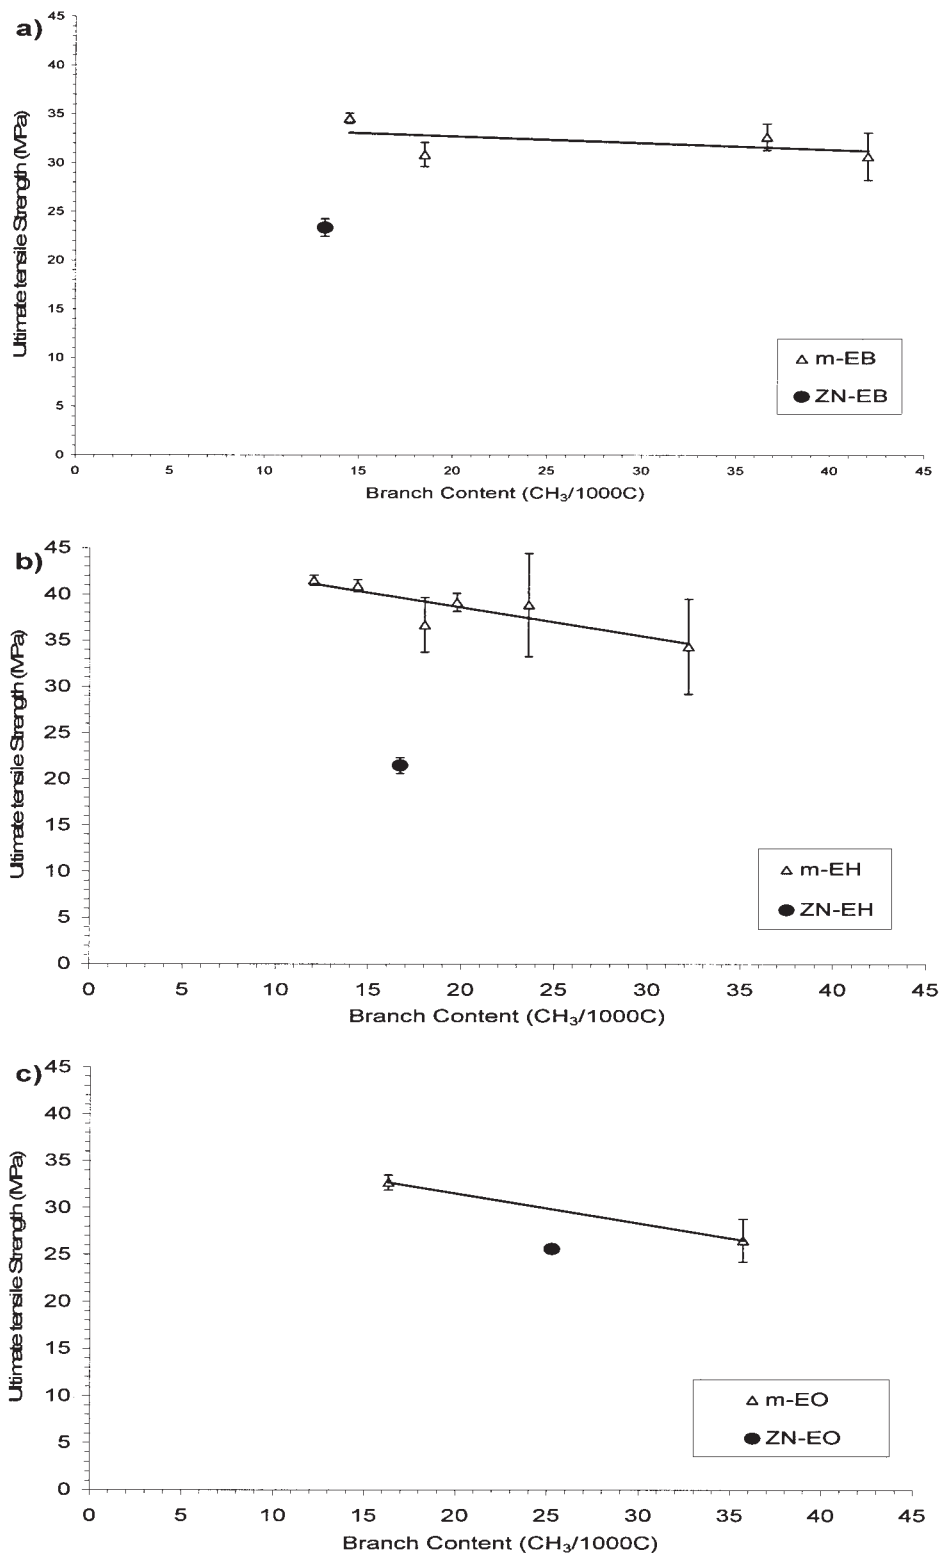 a)
45
40
35
30
25
20
15
10
5
0
Ultimate tensile Strength (MPa)
m-EB
ZN-EB
0 5 10 15 20 25 30 35 40 45
Branch Content (CH₃/1000C)
b)
45
40
35
30
25
20
15
10
5
0
Ultimate tensile Strength (MPa)
m-EH
ZN-EH
0 5 10 15 20 25 30 35 40 45
Branch Content (CH₃/1000C)
c)
45
40
35
30
25
20
15
10
5
0
Ultimate tensile Strength (MPa)
m-EO
ZN-EO
0 5 10 15 20 25 30 35 40 45
Branch Content (CH₃/1000C)